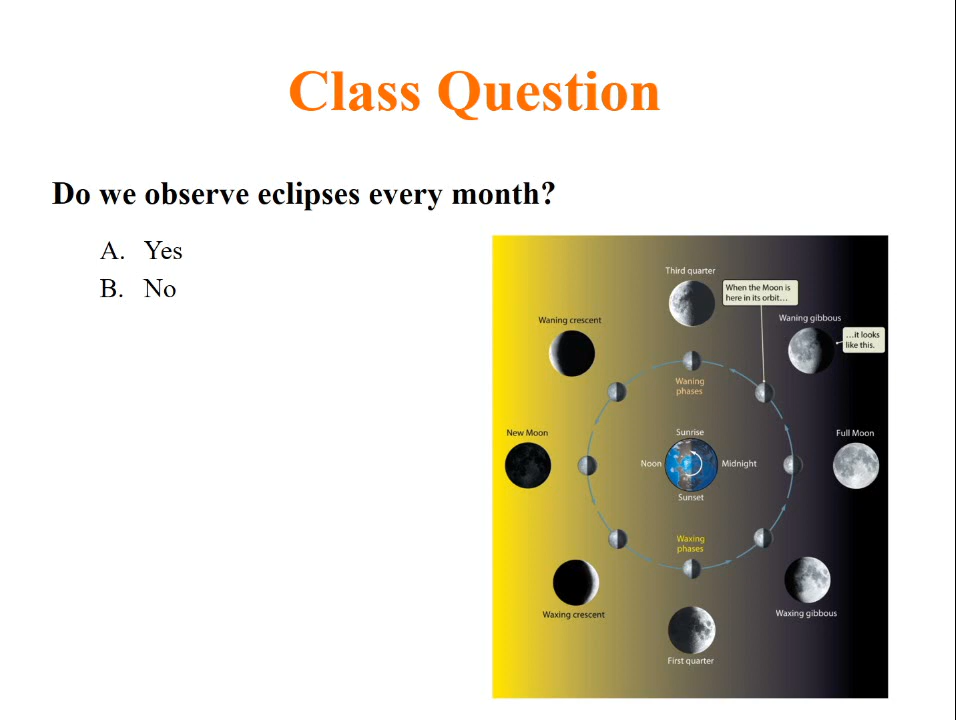 Class Question
Do we observe eclipses every month?
A. Yes
B. No
Third quarter
When the Moon is
here in its orbit...
Waning crescent
Waning gibbous
...it looks
like this.
Waning
phases
New Moon
Sunrise
Full Moon
Noon
Midnight
Sunset
Waxing
phases
Waxing crescent
Waxing gibbous
First quarter